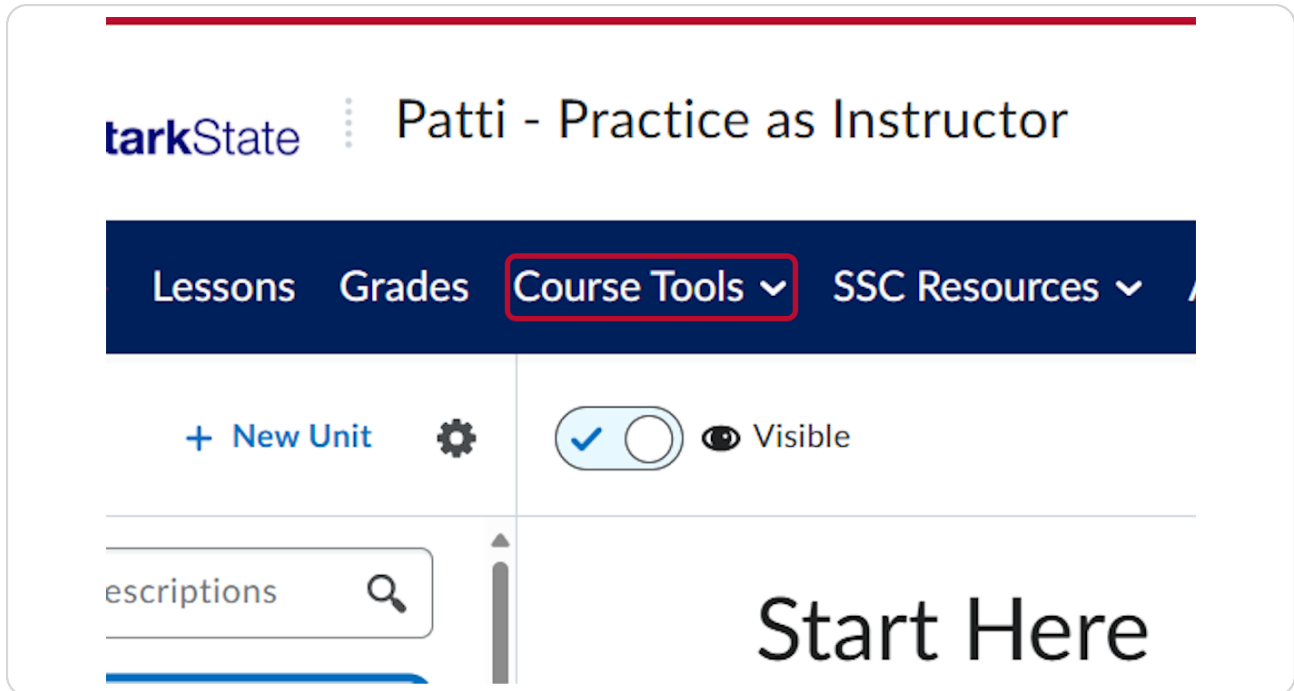 tarkState
Patti - Practice as Instructor
Lessons Grades Course Tools SSC Resources
+ New Unit
Visible
escriptions
Start Here